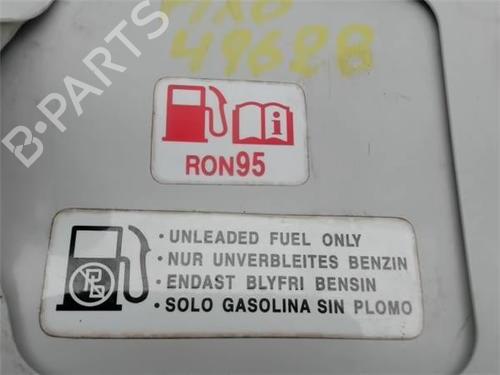 49628
RON95
• UNLEADED FUEL ONLY
• NUR UNVERBLEITES BENZIN
• ENDAST BLYFRI BENSIN
• SOLO GASOLINA SIN PLOMO
B-PARTS